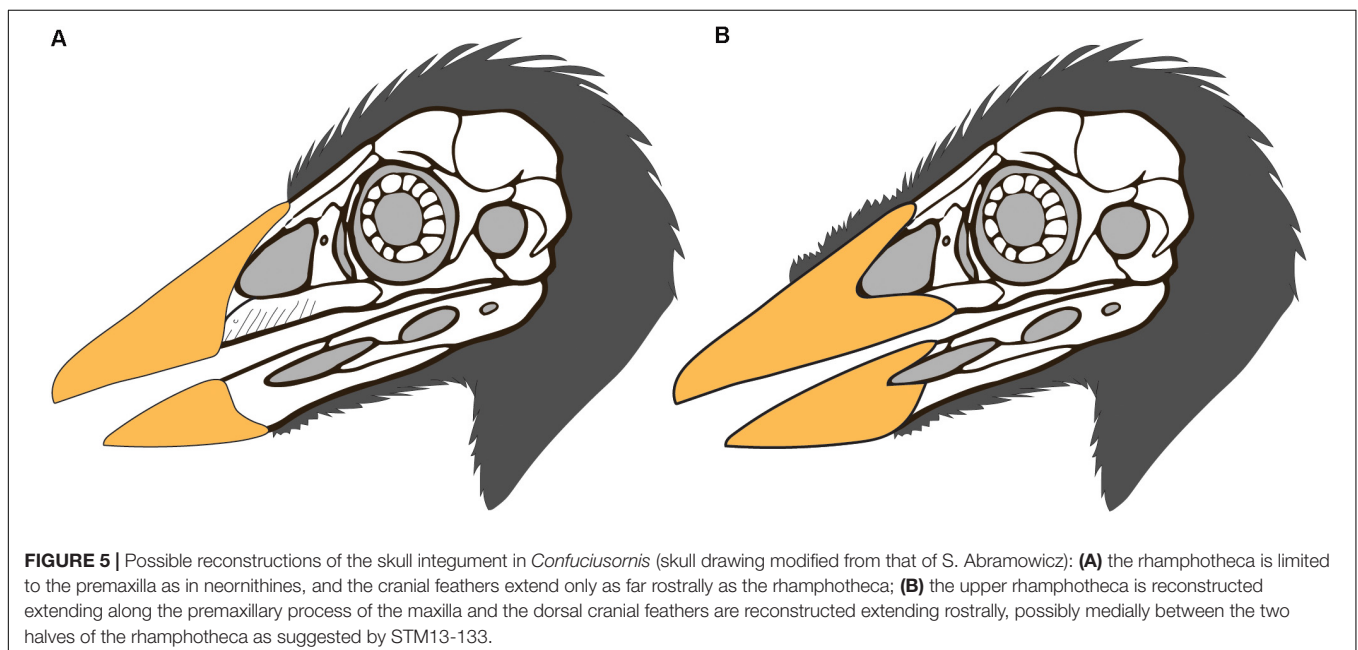 A
B
FIGURE 5 | Possible reconstructions of the skull integument in Confuciusornis (skull drawing modified from that of S. Abramowicz): (A) the rhamphotheca is limited
to the premaxilla as in neornithines, and the cranial feathers extend only as far rostrally as the rhamphotheca; (B) the upper rhamphotheca is reconstructed
extending along the premaxillary process of the maxilla and the dorsal cranial feathers are reconstructed extending rostrally, possibly medially between the two
halves of the rhamphotheca as suggested by STM13-133.